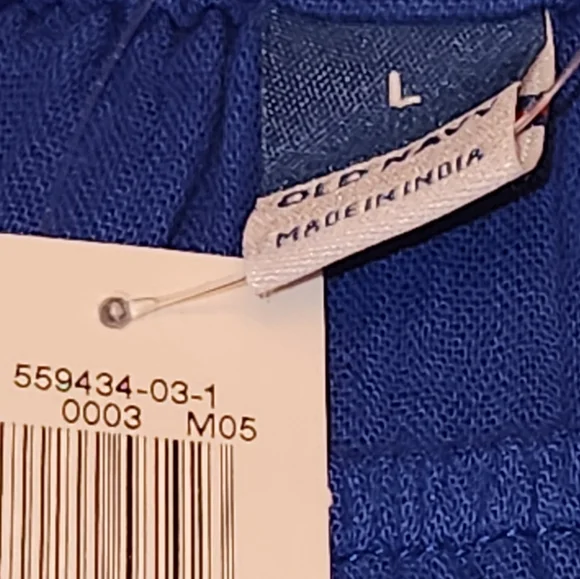 L
OLD NAVY
MADE IN INDIA
559434-03-1
0003 M05